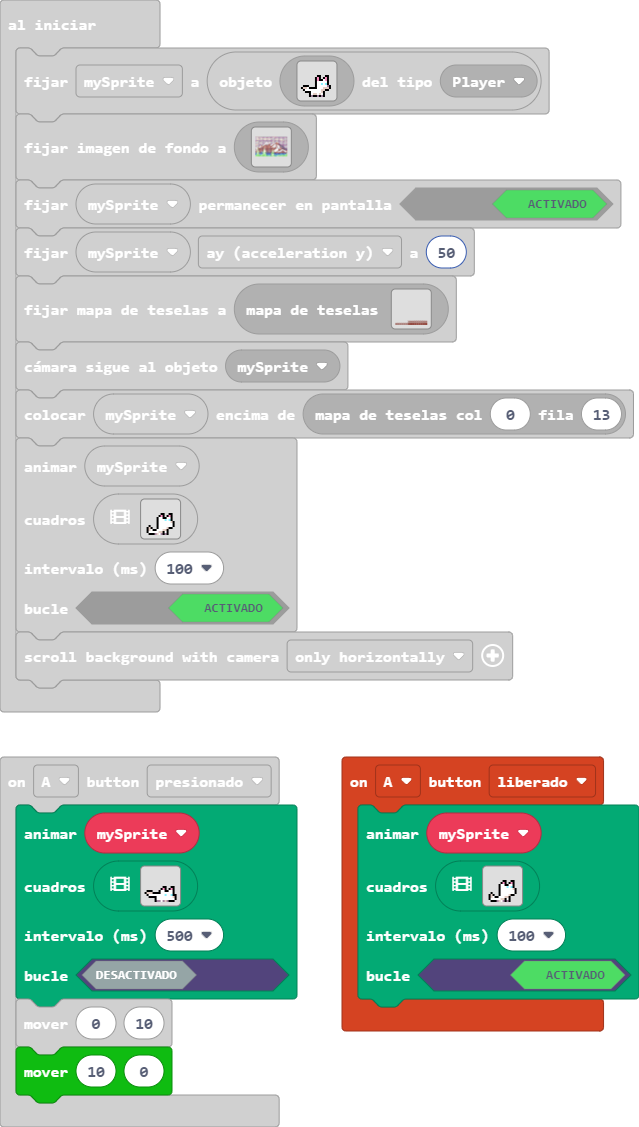 al iniciar
fijar mySprite a objeto del tipo Player
fijar imagen de fondo a
fijar mySprite permanecer en pantalla ACTIVADO
fijar mySprite ay (acceleration y) a 50
fijar mapa de teselas a mapa de teselas
cámara sigue al objeto mySprite
colocar mySprite encima de mapa de teselas col 0 fila 13
animar mySprite
cuadros
intervalo (ms) 100
bucle ACTIVADO
scroll background with camera only horizontally
on A button presionado
animar mySprite
cuadros
intervalo (ms) 500
bucle DESACTIVADO
mover 0 10
mover 10 0
on A button liberado
animar mySprite
cuadros
intervalo (ms) 100
bucle ACTIVADO